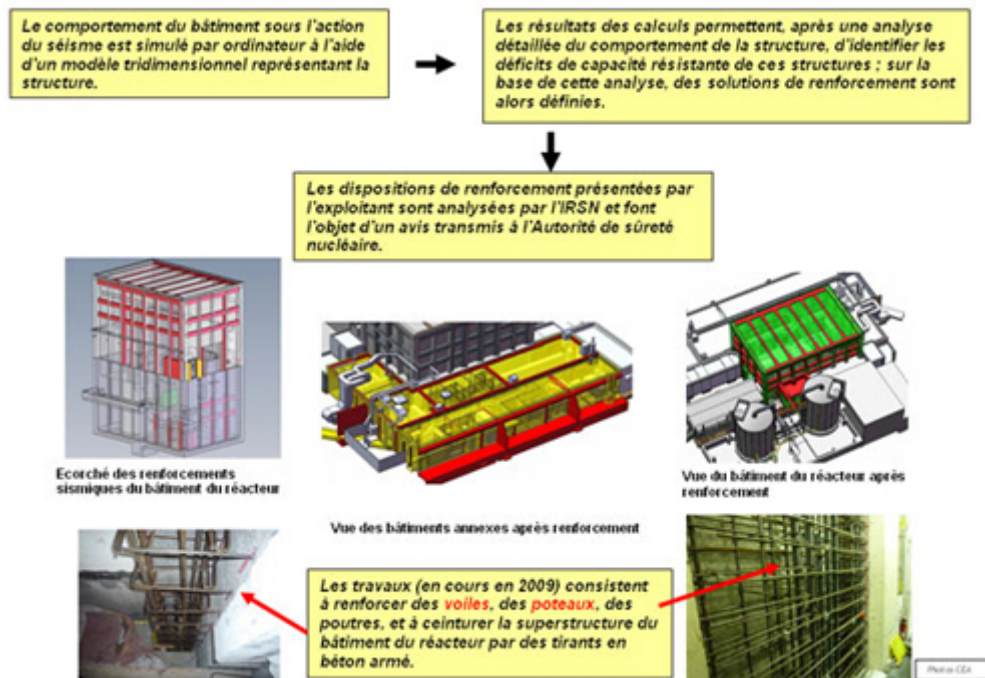 Le comportement du bâtiment sous l'action
du séisme est simulé par ordinateur à l'aide
d'un modèle tridimensionnel représentant la
structure.
Les résultats des calculs permettent, après une analyse
détaillée du comportement de la structure, d'identifier les
déficits de capacité résistante de ces structures ; sur la
base de cette analyse, des solutions de renforcement sont
alors définies.
Les dispositions de renforcement présentées par
l'exploitant sont analysées par l'IRSN et font
l'objet d'un avis transmis à l'Autorité de sûreté
nucléaire.
Ecorché des renforcements
sismiques du bâtiment du réacteur
Vue des bâtiments annexes après renforcement
Vue du bâtiment du réacteur après
renforcement
Les travaux (en cours en 2009) consistent
à renforcer des voiles, des poteaux, des
poutres, et à ceinturer la superstructure du
bâtiment du réacteur par des tirants en
béton armé.
Photos CEA